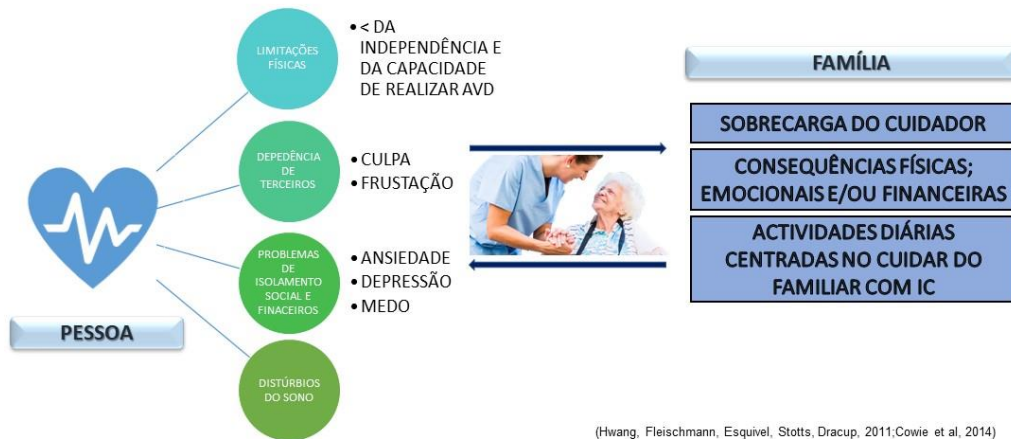 LIMITAÇÕES
FÍSICAS
• < DA
INDEPENDÊNCIA E
DA CAPACIDADE
DE REALIZAR AVD
DEPEDÊNCIA
DE
TERCEIROS
• CULPA
• FRUSTAÇÃO
PROBLEMAS
DE
ISOLAMENTO
SOCIAL E
FINACEIROS
• ANSIEDADE
• DEPRESSÃO
• MEDO
DISTÚRBIOS
DO SONO
PESSOA
FAMÍLIA
SOBRECARGA DO CUIDADOR
CONSEQUÊNCIAS FÍSICAS;
EMOCIONAIS E/OU FINANCEIRAS
ACTIVIDADES DIÁRIAS
CENTRADAS NO CUIDAR DO
FAMILIAR COM IC
(Hwang, Fleischmann, Esquivel, Stotts, Dracup, 2011;Cowie et al, 2014)